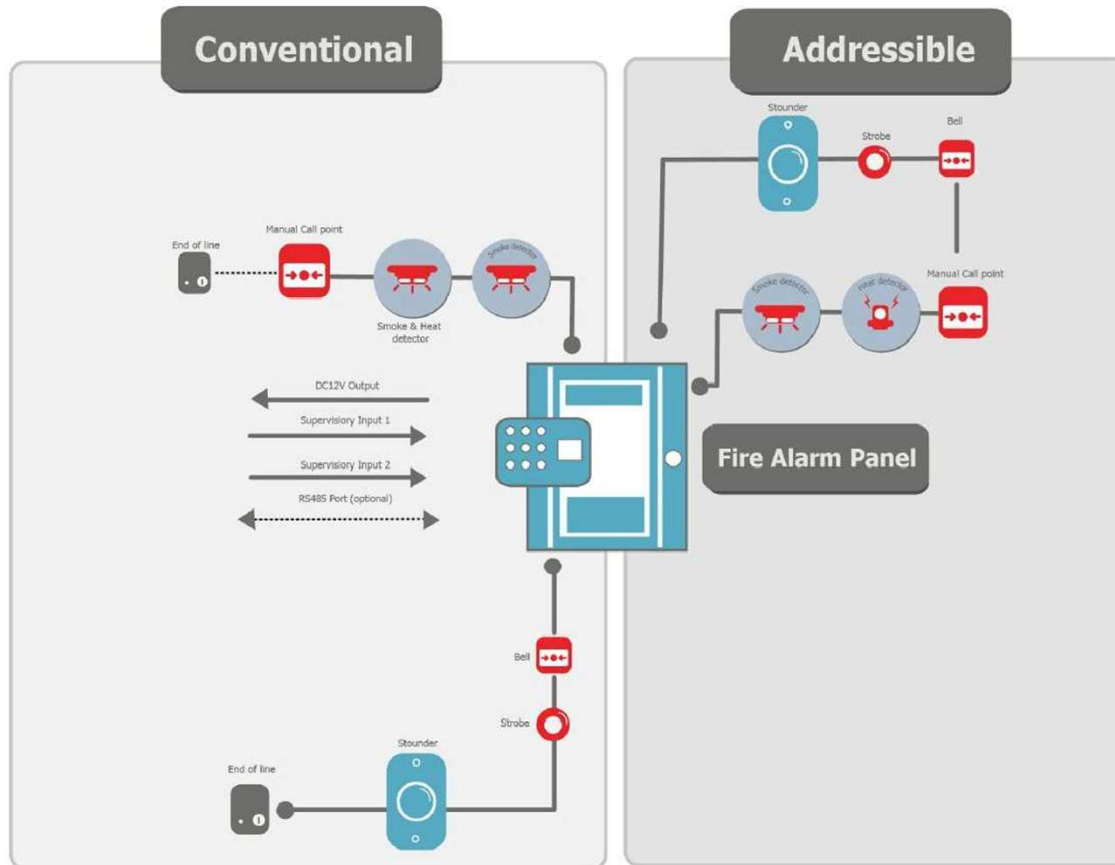 Conventional
Addressible
Stounder
Strobe
Bell
End of line
Manual Call point
Smoke detector
Smoke & Heat
detector
Smoke detector
Heat detector
Manual Call point
DC12V Output
Supervisiory Input 1
Supervisiory Input 2
RS485 Port (optional)
Fire Alarm Panel
Bell
Strobe
Stounder
End of line